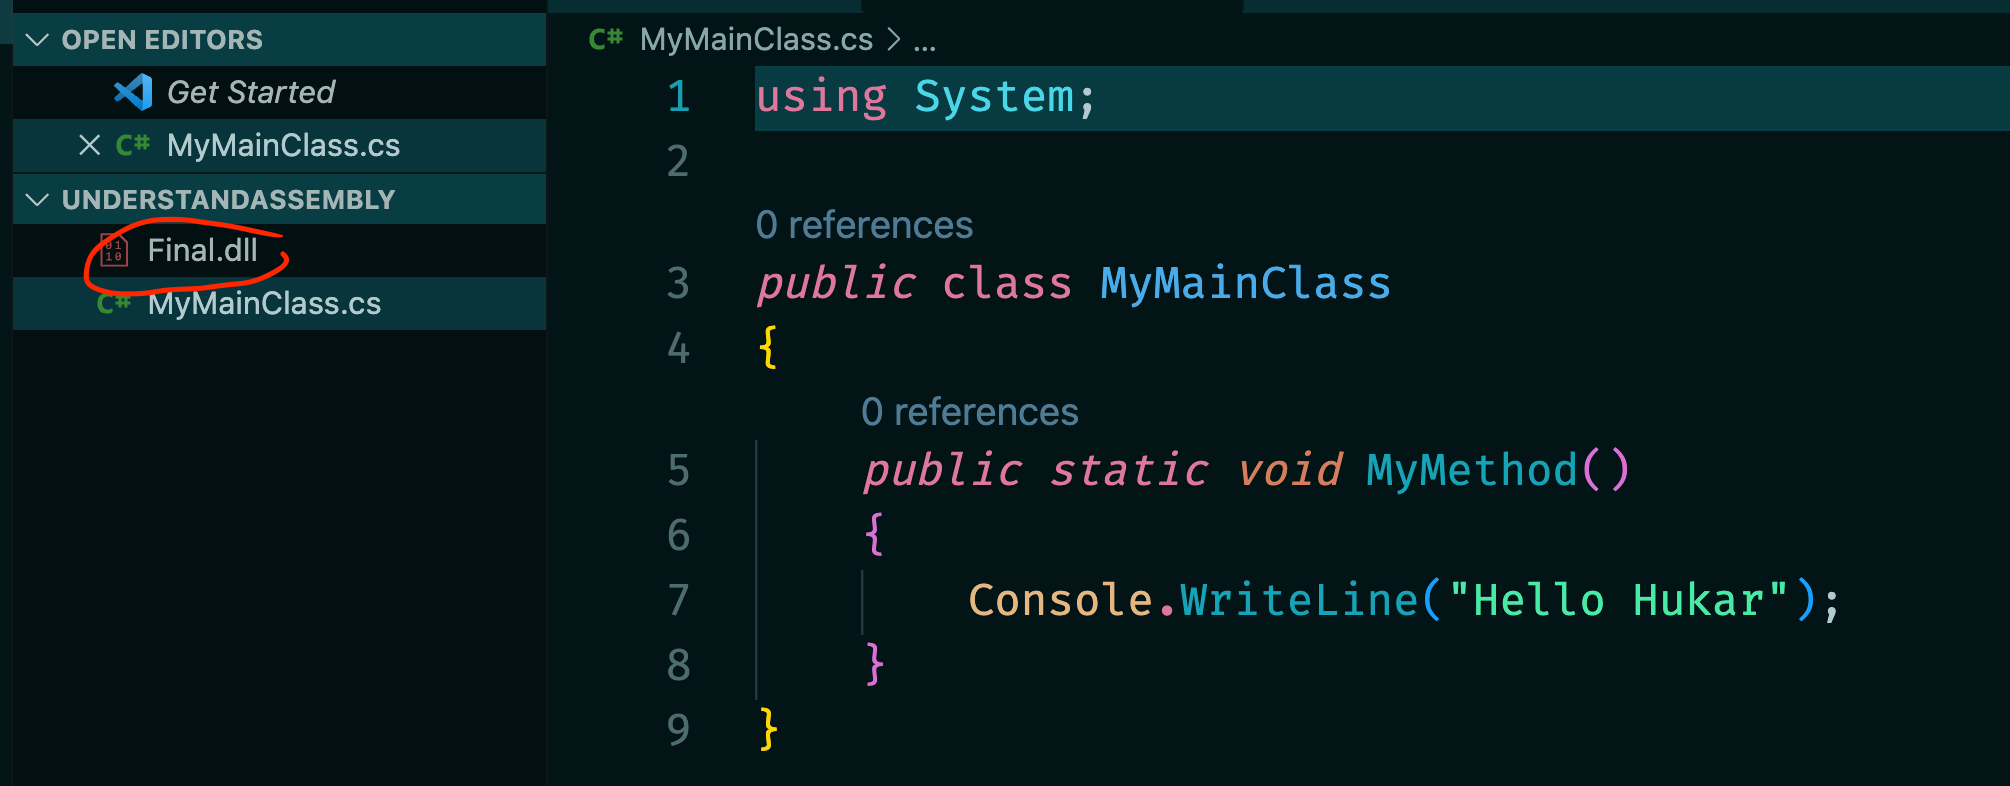 OPEN EDITORS
Get Started
C# MyMainClass.cs
UNDERSTANDASSEMBLY
Final.dll
C# MyMainClass.cs
C# MyMainClass.cs > ...
1 using System;
2
0 references
3 public class MyMainClass
4 {
0 references
5 public static void MyMethod()
6 {
7 Console.WriteLine("Hello Hukar");
8 }
9 }